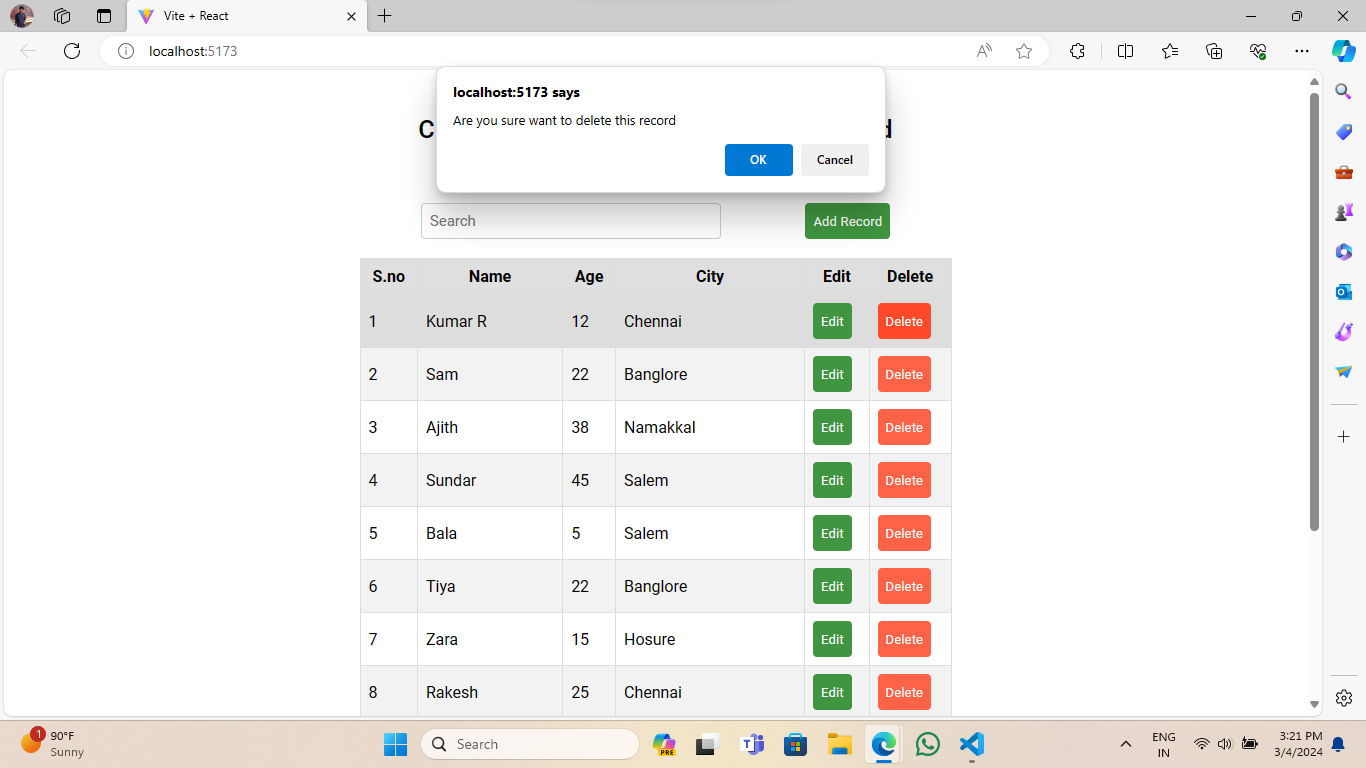 Vite + React
localhost:5173
localhost:5173 says
Are you sure want to delete this record
OK Cancel
Search Add Record
S.no Name Age City Edit Delete
1 Kumar R 12 Chennai Edit Delete
2 Sam 22 Banglore Edit Delete
3 Ajith 38 Namakkal Edit Delete
4 Sundar 45 Salem Edit Delete
5 Bala 5 Salem Edit Delete
6 Tiya 22 Banglore Edit Delete
7 Zara 15 Hosure Edit Delete
8 Rakesh 25 Chennai Edit Delete
1 90°F
Sunny
Search
PRE
ENG
IN
3:21 PM
3/4/2024